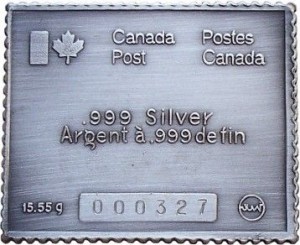 Canada Postes
Post Canada
.999 Silver
Argent à .999 de fin
15.55 g 000327